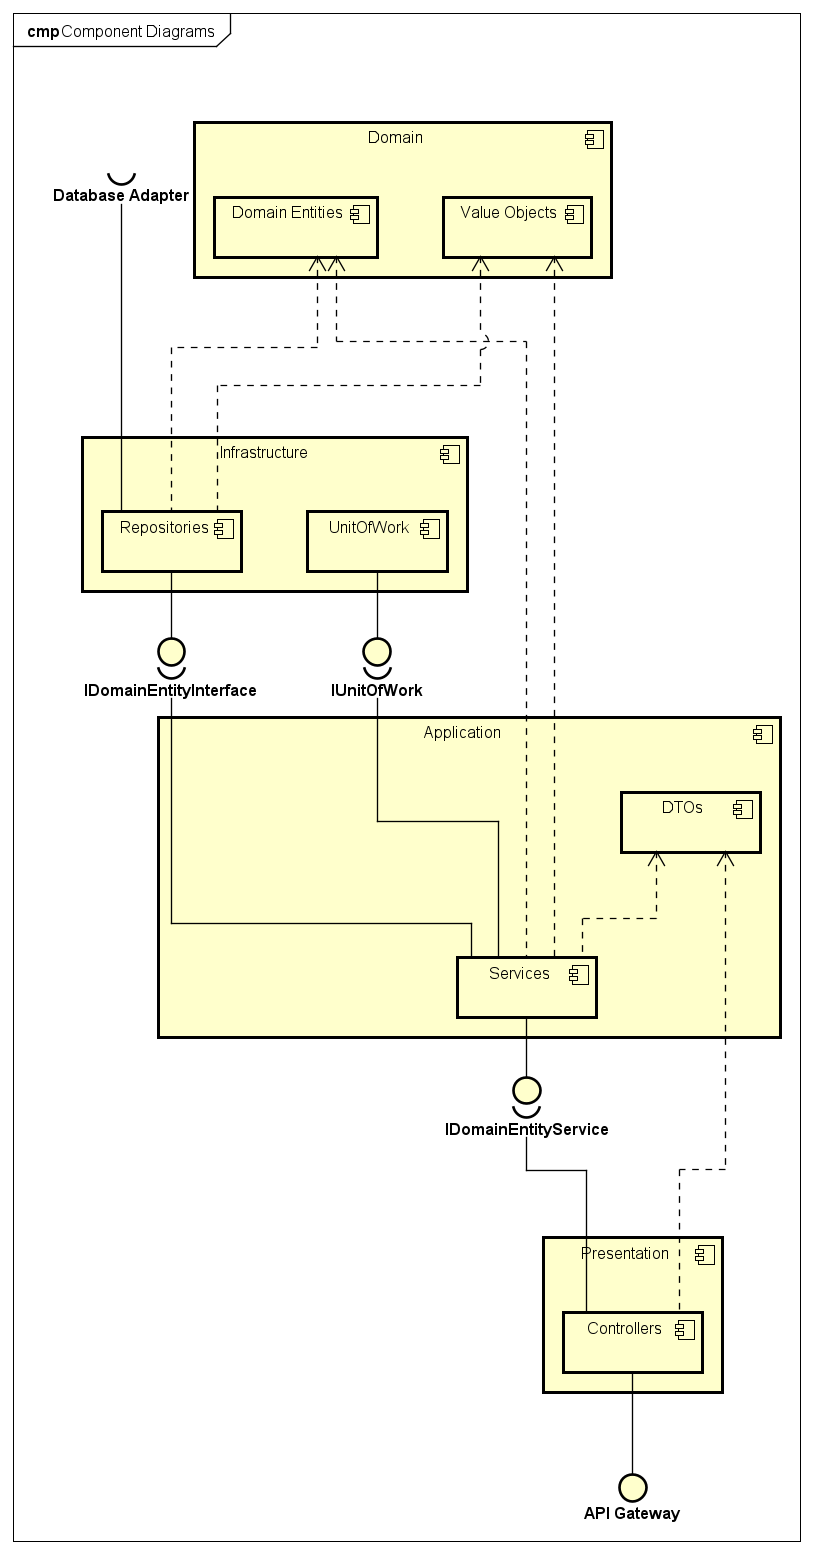 cmp Component Diagrams
Domain
Database Adapter
Domain Entities
Value Objects
Infrastructure
Repositories
UnitOfWork
IDomainEntityInterface
IUnitOfWork
Application
DTOs
Services
IDomainEntityService
Presentation
Controllers
API Gateway